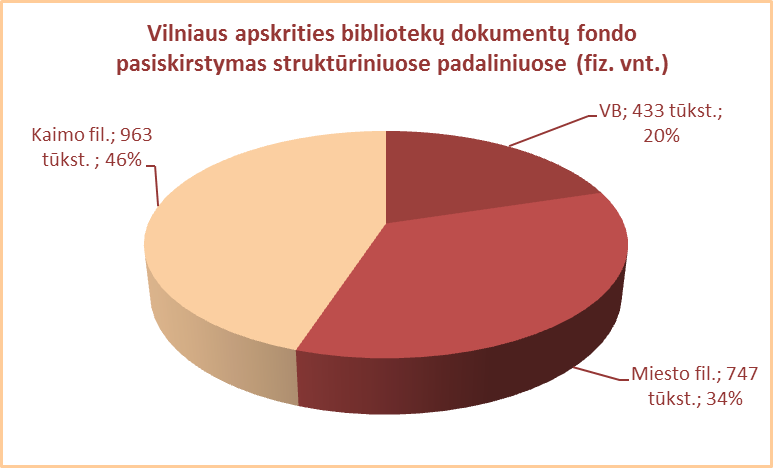 Vilniaus apskrities bibliotekų dokumentų fondo
pasiskirstymas struktūriniuose padaliniuose (fiz. vnt.)
VB; 433 tūkst.;
20%
Kaimo fil.; 963
tūkst. ; 46%
Miesto fil.; 747
tūkst.; 34%